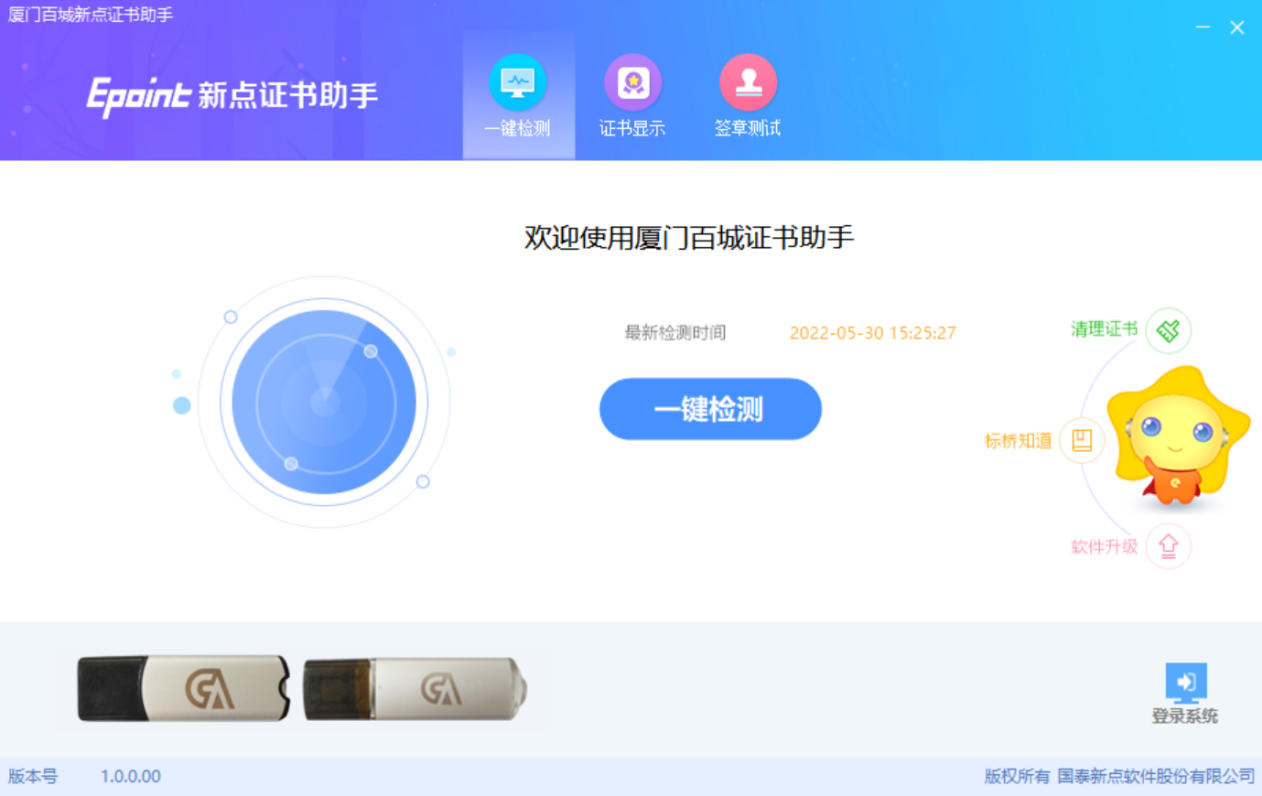 厦门百城新点证书助手
Epoint 新点证书助手
一键检测
证书显示
签章测试
欢迎使用厦门百城证书助手
最新检测时间 2022-05-30 15:25:27
一键检测
清理证书
标桥知道
软件升级
CA
CA
登录系统
版本号 1.0.0.00
版权所有 国泰新点软件股份有限公司